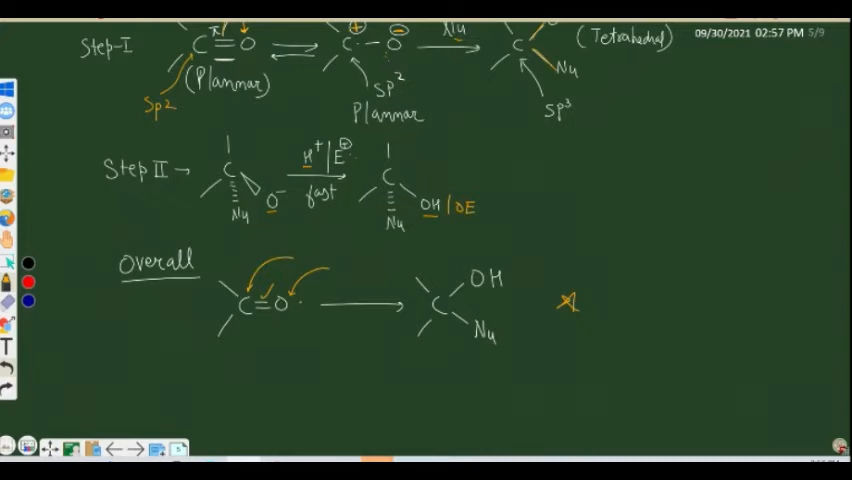 Step-I C=O ⇌ C⊕-O⊖ Nu → C Nu (Tetrahedral) 09/30/2021 02:57 PM 5/9
(Plannar)
Sp2 SP² SP³
Plannar
Step II → C Nu O⁻ H⁺/E⊕ fast → C Nu OH/OE
Overall
C=O → C OH Nu